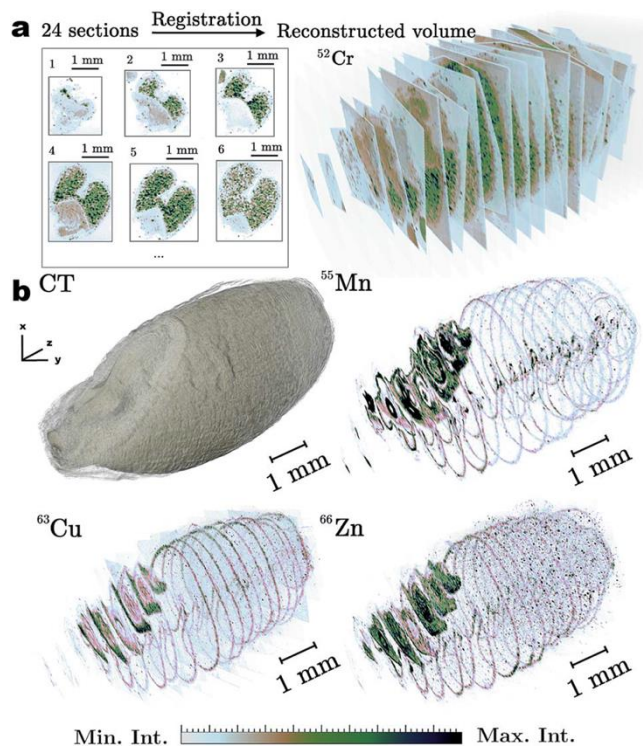 a
24 sections Registration Reconstructed volume
⁵²Cr
1 1 mm 2 1 mm 3 1 mm
1 mm 1 mm 1 mm
4 5 6
...
b CT
⁵⁵Mn
x
z
y
1 mm
1 mm
⁶³Cu
⁶⁶Zn
1 mm
1 mm
Min. Int. Max. Int.